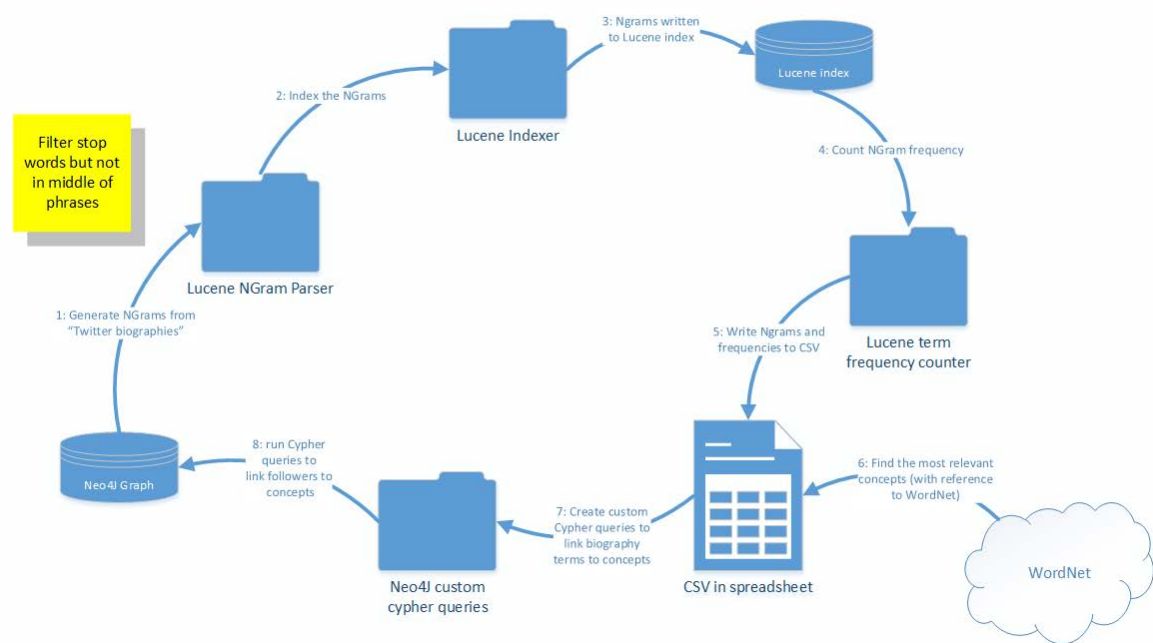 3: Ngrams written
to Lucene index
Lucene index
2: Index the NGrams
Lucene Indexer
Filter stop
words but not
in middle of
phrases
4: Count NGram frequency
Lucene NGram Parser
1: Generate NGrams from
“Twitter biographies”
5: Write Ngrams and
frequencies to CSV
Lucene term
frequency counter
8: run Cypher
queries to
link followers to
concepts
Neo4J Graph
6: Find the most relevant
concepts (with reference
to WordNet)
7: Create custom
Cypher queries to
link biography
terms to concepts
WordNet
Neo4J custom
cypher queries
CSV in spreadsheet